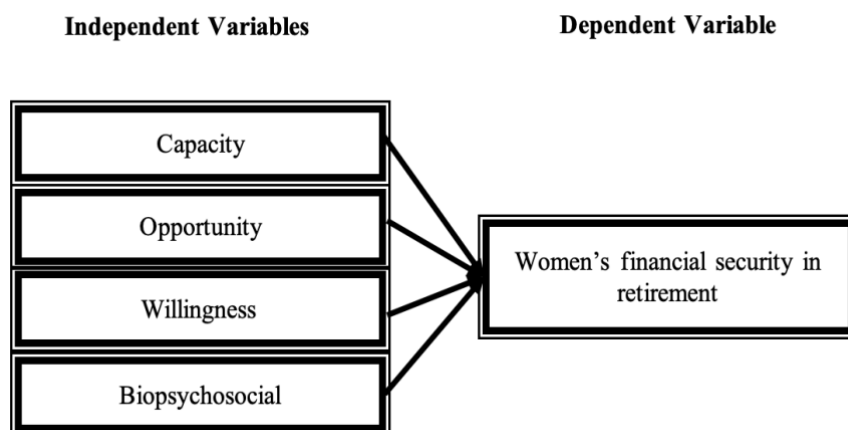 Independent Variables
Dependent Variable
Capacity
Opportunity
Willingness
Biopsychosocial
Women’s financial security in
retirement